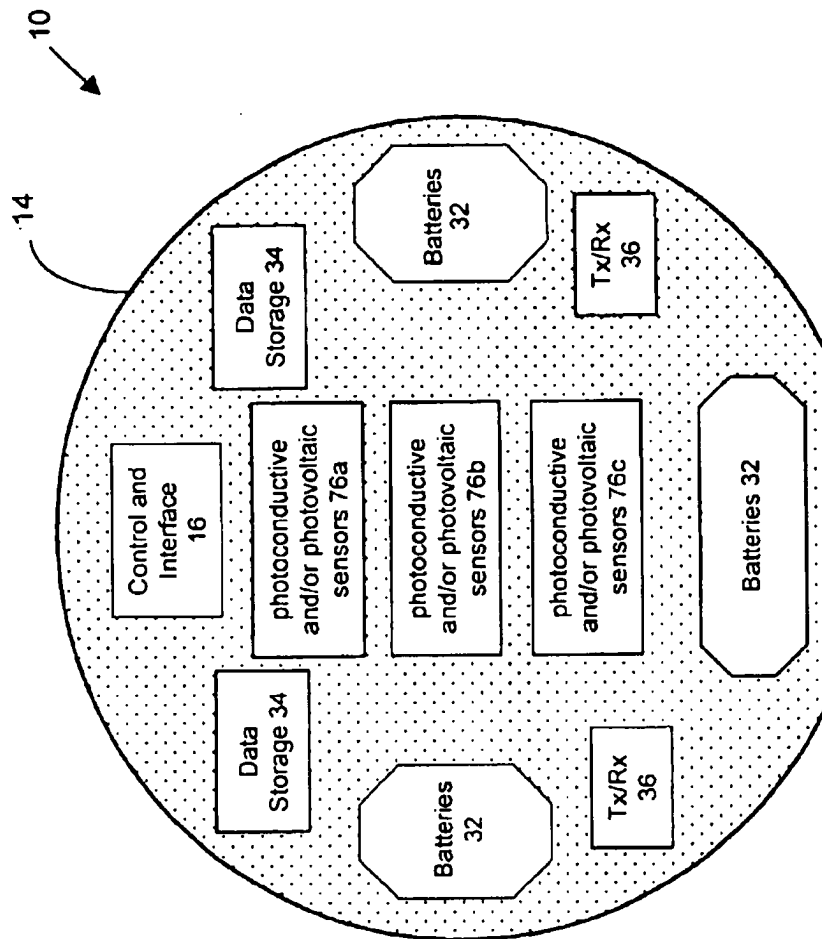 10
14
Control and
Interface
16
Data
Storage 34
Data
Storage 34
photoconductive
and/or photovoltaic
sensors 76a
Batteries
32
photoconductive
and/or photovoltaic
sensors 76b
Batteries
32
photoconductive
and/or photovoltaic
sensors 76c
Tx/Rx
36
Tx/Rx
36
Batteries 32